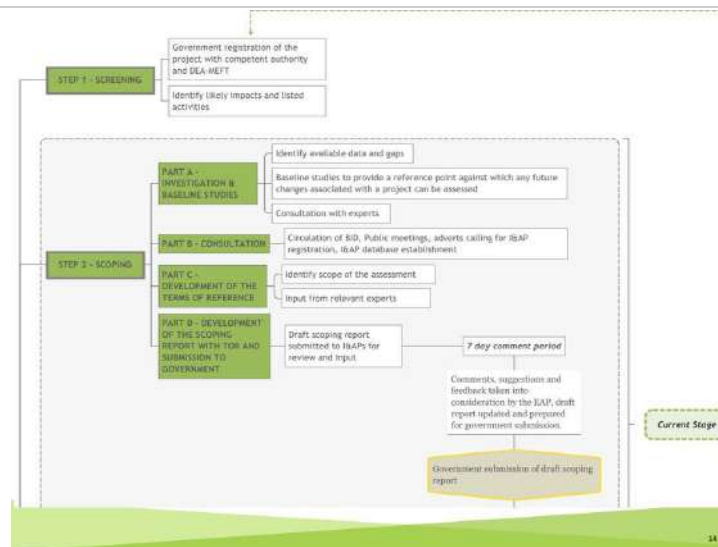 Government registration of the
project with competent authority
and DEA-MEFT
STEP 1 - SCREENING
Identify likely impacts and listed
activities
Identify available data and gaps
PART A -
INVESTIGATION &
BASELINE STUDIES
Baseline studies to provide a reference point against which any future
changes associated with a project can be assessed
Consultation with experts
PART B - CONSULTATION
Circulation of BID, Public meetings, adverts calling for I&AP
registration, I&AP database establishment
STEP 2 - SCOPING
PART C -
DEVELOPMENT OF THE
TERMS OF REFERENCE
Identify scope of the assessment
Input from relevant experts
PART D - DEVELOPMENT
OF THE SCOPING
REPORT WITH TOR AND
SUBMISSION TO
GOVERNMENT
Draft scoping report
submitted to I&APs for
review and input
7 day comment period
Comments, suggestions and
feedback taken into
consideration by the EAP, draft
report updated and prepared
for government submission.
Current Stage
Government submission of draft scoping
report
14